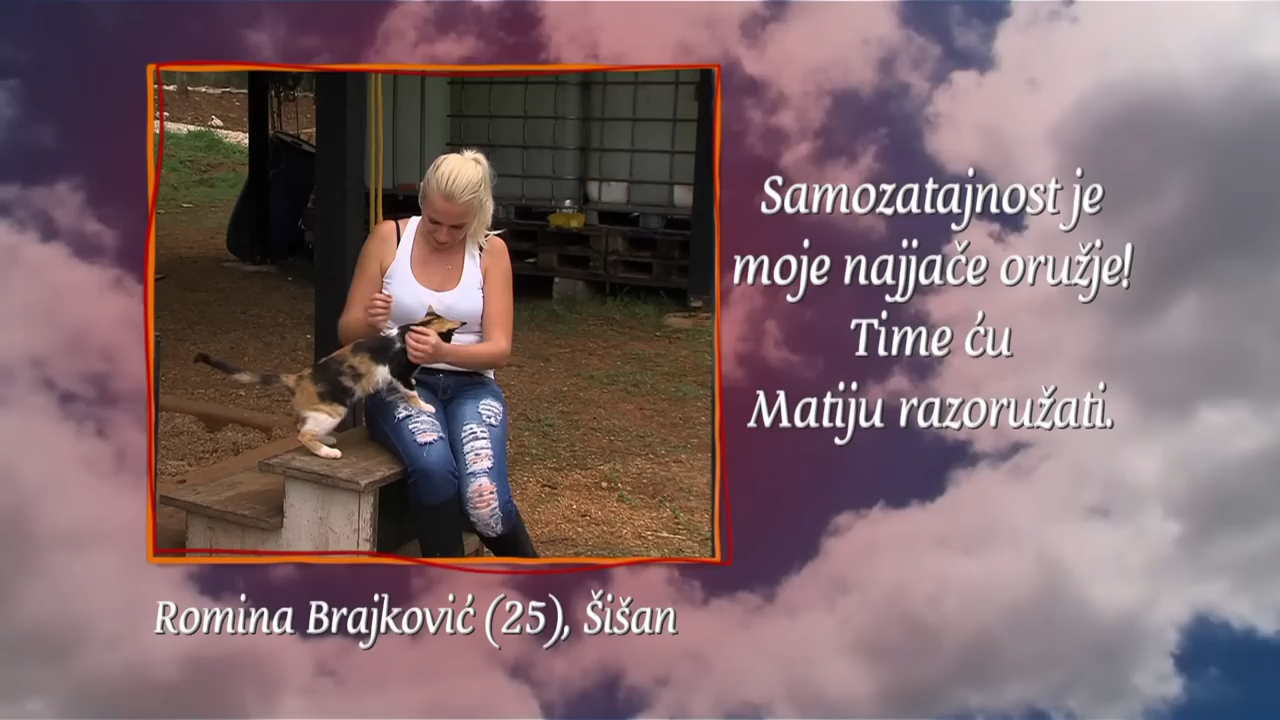 Samozatajnost je
moje najjače oružje!
Time ću
Matiju razoružati.
Romina Brajković (25), Šišan